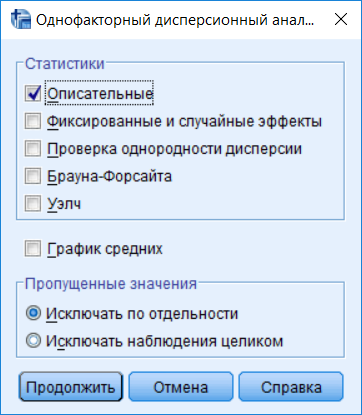 Однофакторный дисперсионный анал...
Статистики
Описательные
Фиксированные и случайные эффекты
Проверка однородности дисперсии
Брауна-Форсайта
Уэлч
График средних
Пропущенные значения
Исключать по отдельности
Исключать наблюдения целиком
Продолжить Отмена Справка